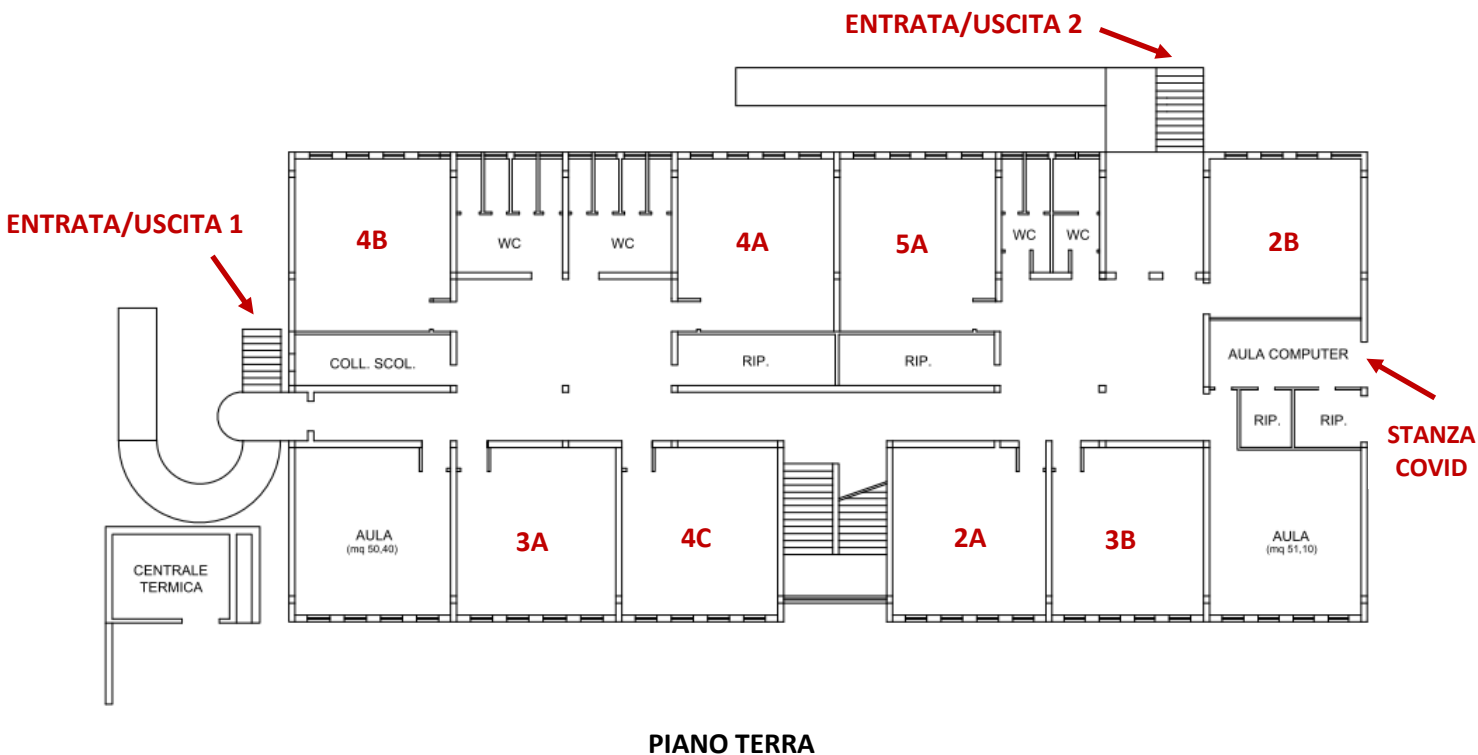 ENTRATA/USCITA 2
ENTRATA/USCITA 1
4B
WC
WC
4A
5A
WC
WC
2B
COLL. SCOL.
RIP.
RIP.
AULA COMPUTER
RIP.
RIP.
STANZA
COVID
AULA
(mq 50,40)
3A
4C
2A
3B
AULA
(mq 51,10)
CENTRALE
TERMICA
PIANO TERRA